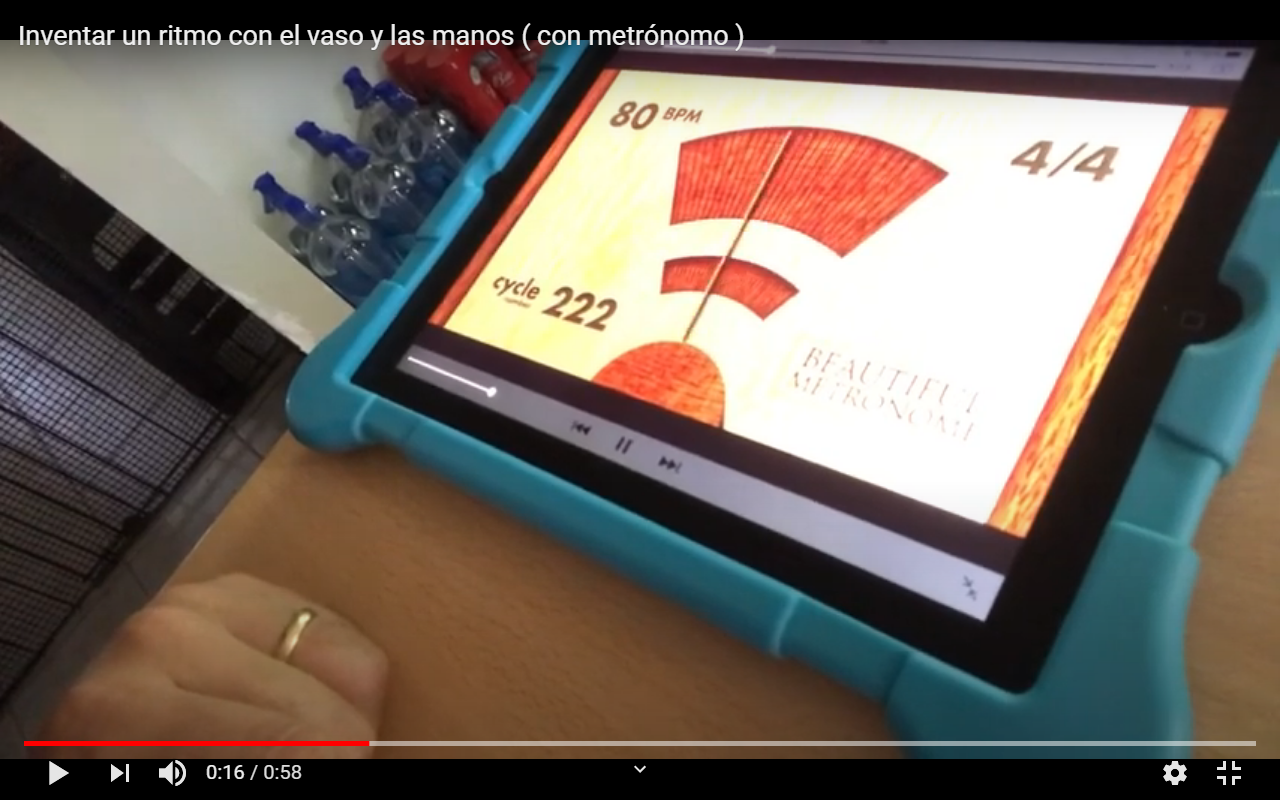 Inventar un ritmo con el vaso y las manos ( con metrónomo )
80 BPM
4/4
cycle 222
BEAUTIFUL
METRONOME
0:16 / 0:58